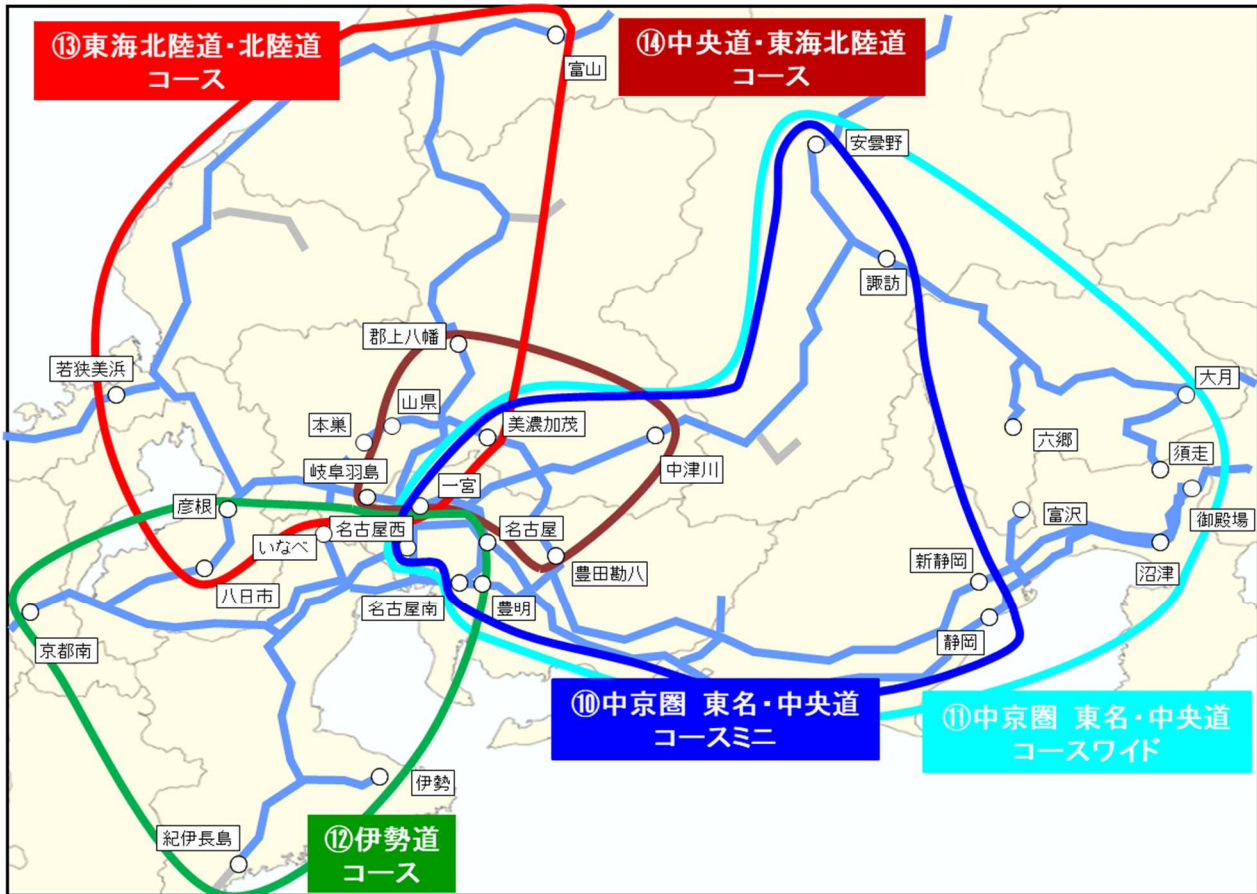 ⑬東海北陸道・北陸道
コース
⑭中央道・東海北陸道
コース
富山
安曇野
諏訪
郡上八幡
若狭美浜
大月
山県
本巣
美濃加茂
六郷
須走
中津川
岐阜羽島
一宮
彦根
名古屋西
名古屋
富沢
御殿場
いなべ
豊田勘八
新静岡
沼津
八日市
名古屋南
豊明
静岡
京都南
⑩中京圏 東名・中央道
コースミニ
⑪中京圏 東名・中央道
コースワイド
伊勢
紀伊長島
⑫伊勢道
コース